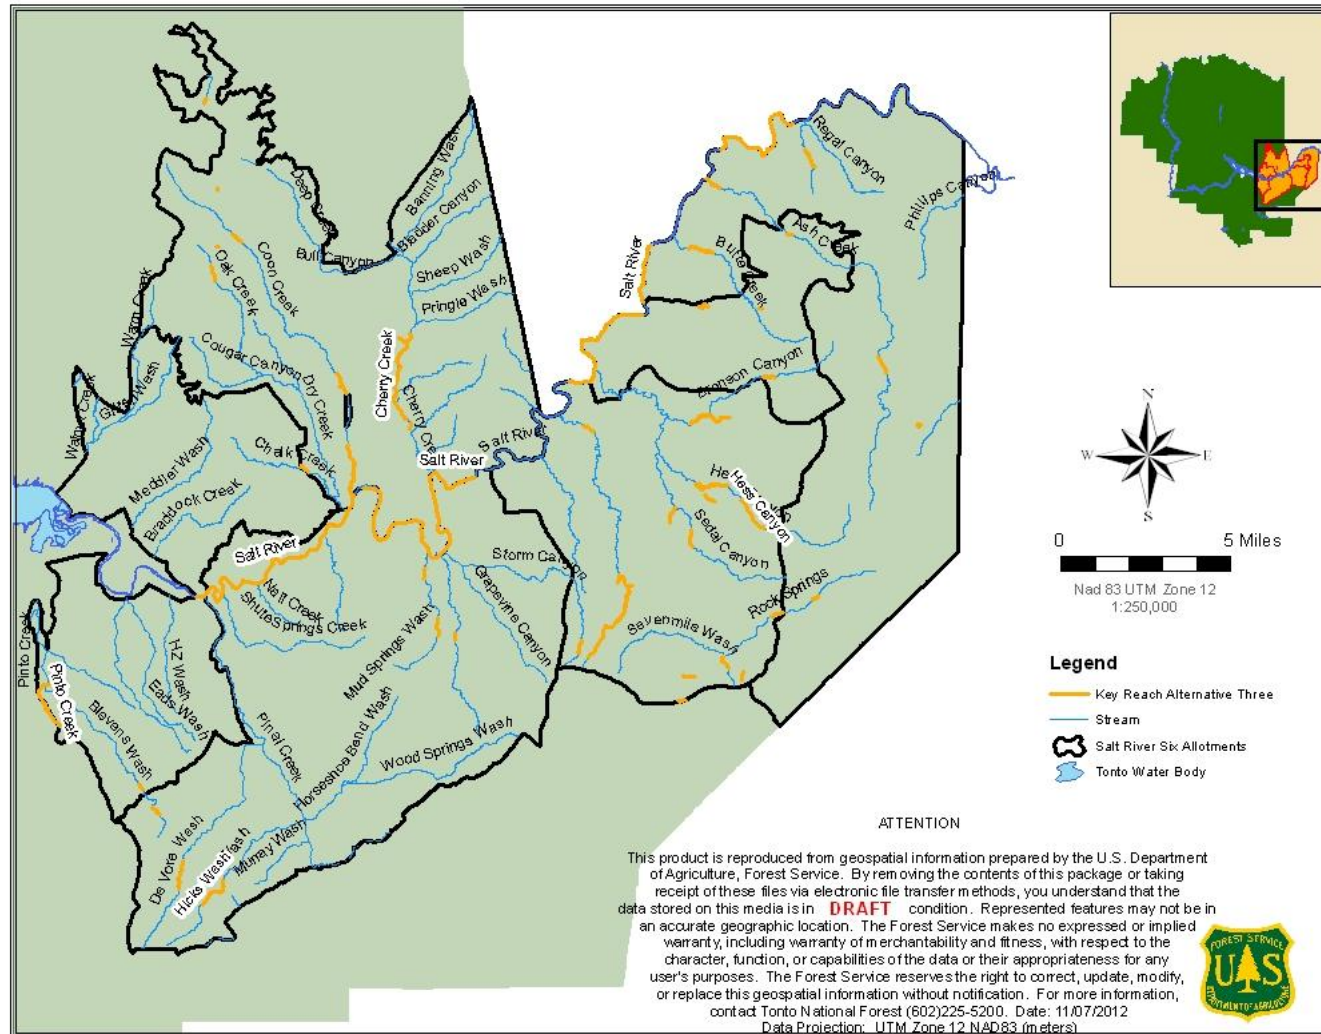 Deep Creek
Banning Wash
Bladder Canyon
Bull Canyon
Sheep Wash
Pringle Wash
Coon Creek
Oak Creek
Warm Creek
Cougar Canyon
Dry Creek
Cherry Creek
Cherry Creek
Salt River
Salt River
Salt River
Regal Canyon
Philips Canyon
Ash Creek
Butte Creek
Bronson Canyon
Hess Canyon
Sedal Canyon
Rock Springs
Sevenmile Wash
Wash
Meddler Wash
Chalk Creek
Braddock Creek
Salt River
Natt Creek
Shute Springs Creek
Storm Canyon
Grapevine Canyon
Mud Springs Wash
Pinto Creek
Pinto Creek
HZ Wash
Eads Wash
Blevens Wash
Pinal Creek
Horseshoe Bend Wash
Wood Springs Wash
De Vore Wash
Hicks Wash
Murray Wash
N
W
E
S
0
5 Miles
Nad 83 UTM Zone 12
1:250,000
Legend
Key Reach Alternative Three
Stream
Salt River Six Allotments
Tonto Water Body
ATTENTION
This product is reproduced from geospatial information prepared by the U.S. Department
of Agriculture, Forest Service. By removing the contents of this package or taking
receipt of these files via electronic file transfer methods, you understand that the
data stored on this media is in DRAFT condition. Represented features may not be in
an accurate geographic location. The Forest Service makes no expressed or implied
warranty, including warranty of merchantability and fitness, with respect to the
character, function, or capabilities of the data or their appropriateness for any
user's purposes. The Forest Service reserves the right to correct, update, modify,
or replace this geospatial information without notification. For more information,
contact Tonto National Forest (602)225-5200. Date: 11/07/2012
Data Projection: UTM Zone 12 NAD83 (meters)
FOREST SERVICE
US
DEPARTMENT OF AGRICULTURE